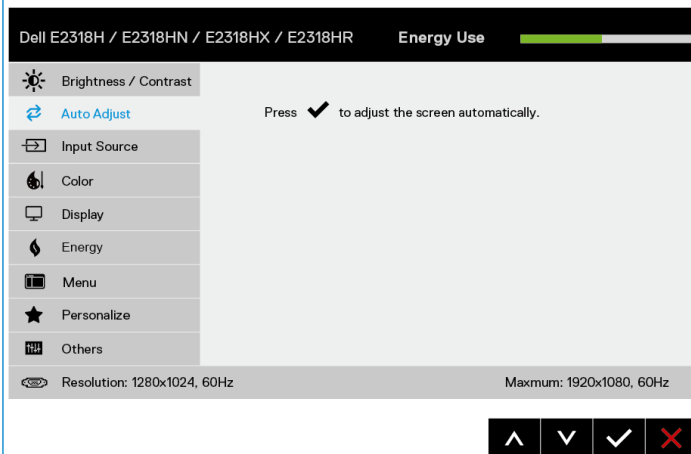 Dell E2318H / E2318HN / E2318HX / E2318HR Energy Use
Brightness / Contrast
Auto Adjust
Press ✔ to adjust the screen automatically.
Input Source
Color
Display
Energy
Menu
Personalize
Others
Resolution: 1280x1024, 60Hz Maxmum: 1920x1080, 60Hz